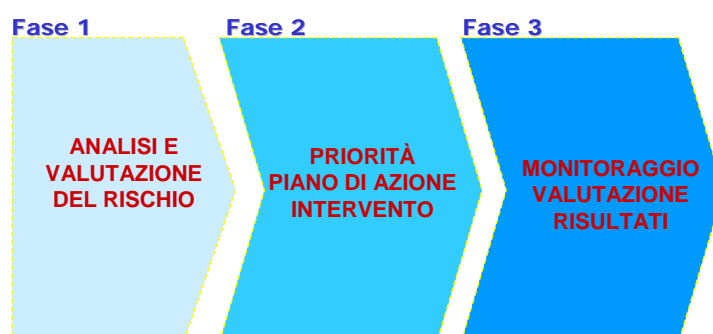 Fase 1
ANALISI E
VALUTAZIONE
DEL RISCHIO
Fase 2
PRIORITÀ
PIANO DI AZIONE
INTERVENTO
Fase 3
MONITORAGGIO
VALUTAZIONE
RISULTATI